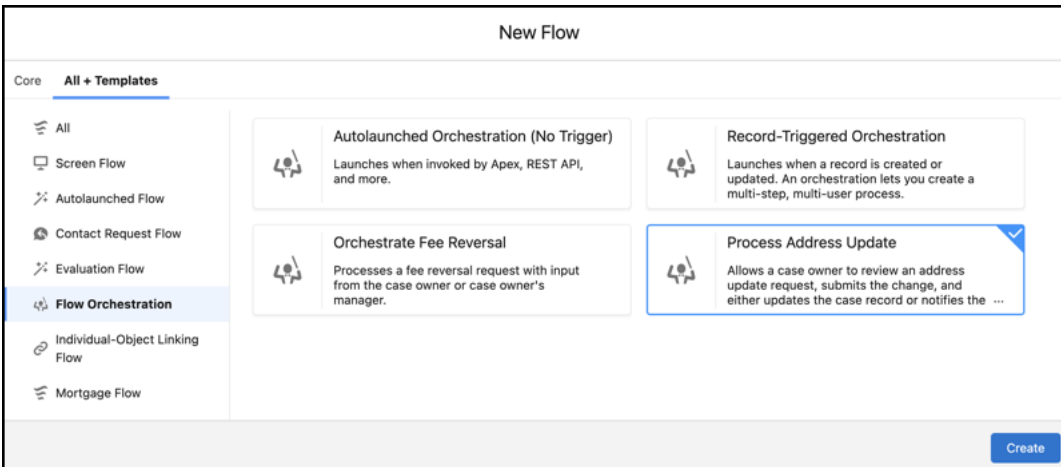 New Flow
Core
All + Templates
All
Screen Flow
Autolaunched Flow
Contact Request Flow
Evaluation Flow
Flow Orchestration
Individual-Object Linking
Flow
Mortgage Flow
Autolaunched Orchestration (No Trigger)
Launches when invoked by Apex, REST API,
and more.
Record-Triggered Orchestration
Launches when a record is created or
updated. An orchestration lets you create a
multi-step, multi-user process.
Orchestrate Fee Reversal
Processes a fee reversal request with input
from the case owner or case owner's
manager.
Process Address Update
Allows a case owner to review an address
update request, submits the change, and
either updates the case record or notifies the ...
Create